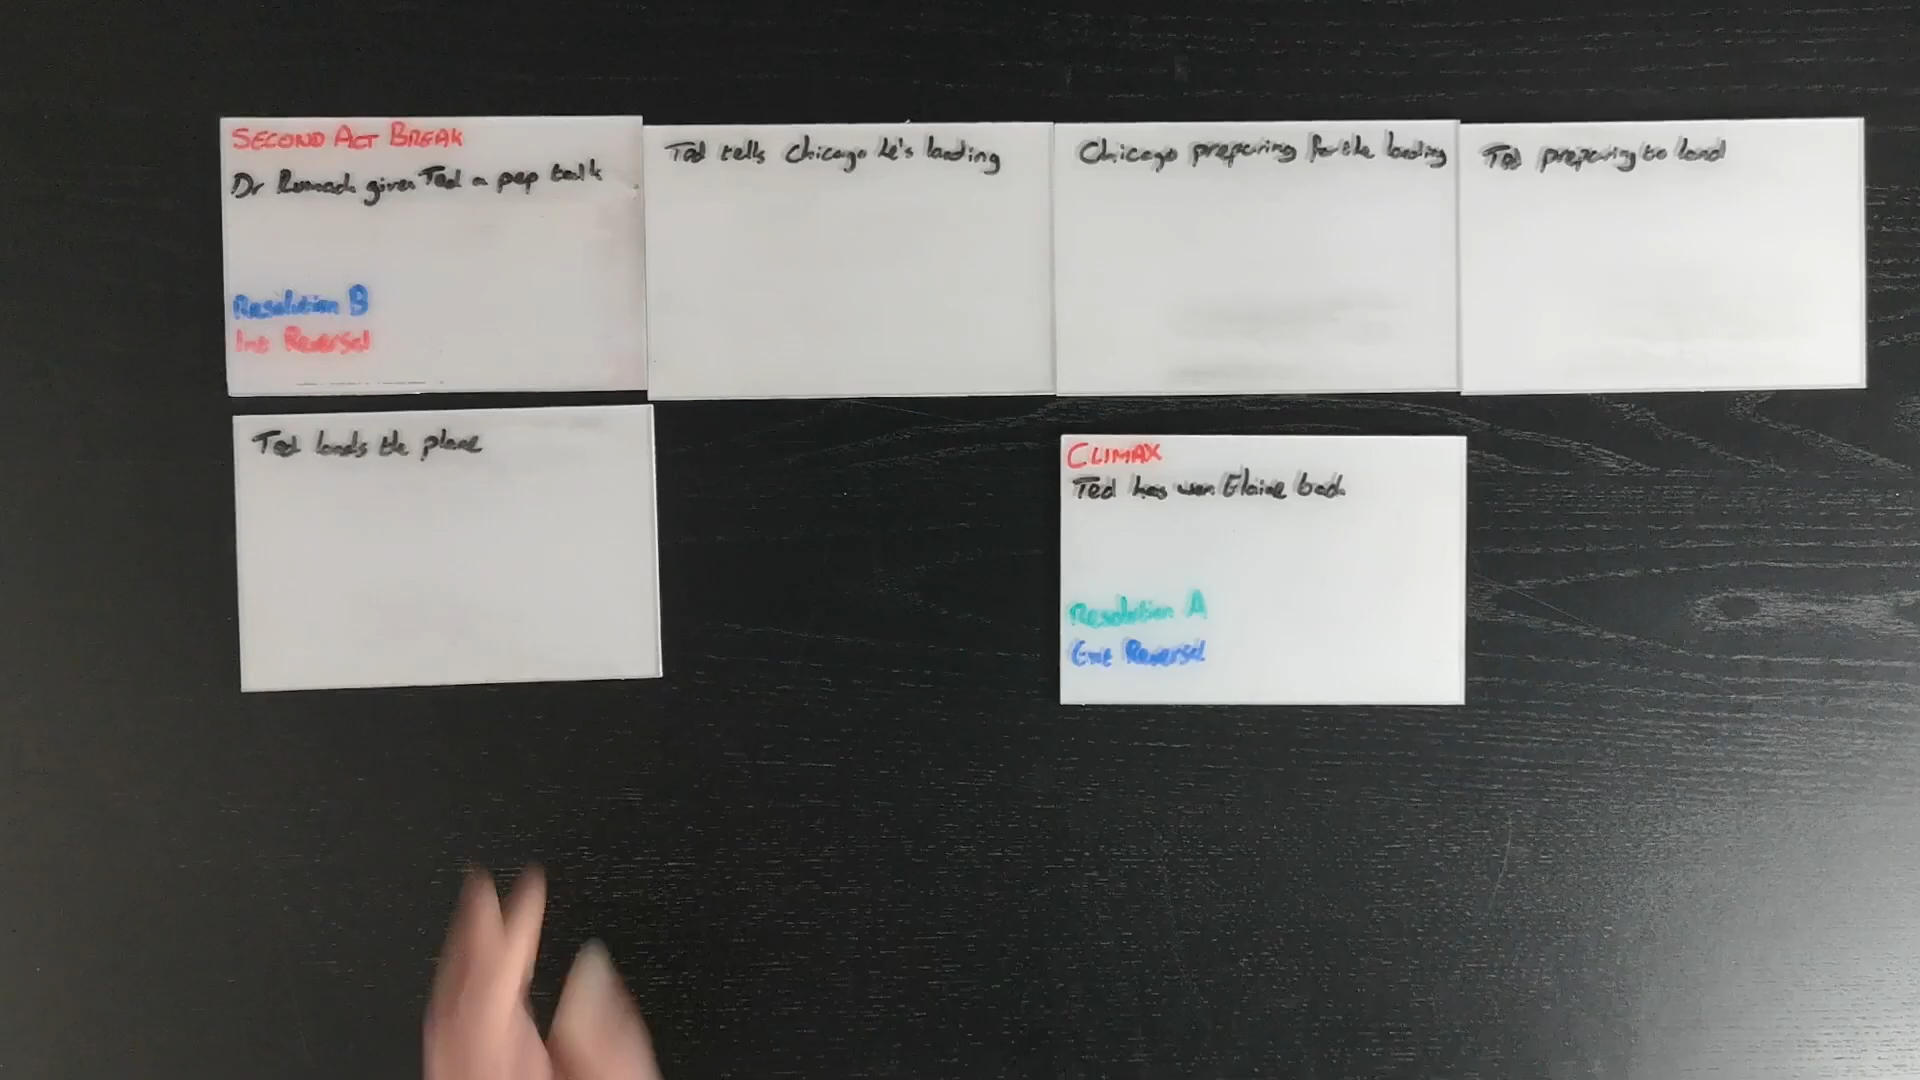 SECOND ACT BREAK
Dr Rumack gives Ted a pep talk
Resolution B
Int Reversal
Ted tells Chicago he's landing
Chicago preparing for the landing
Ted preparing to land
Ted lands the plane
CLIMAX
Ted has won Elaine back
Resolution A
Ext Reversal